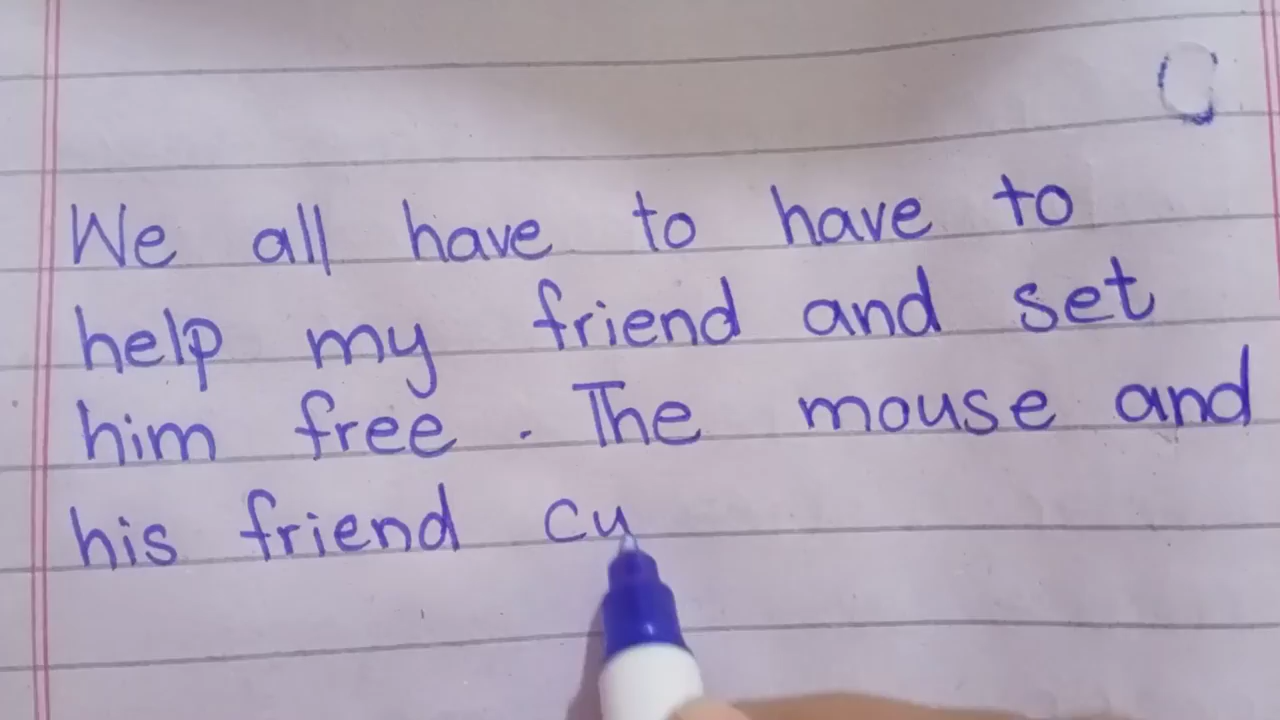 We all have to have to
help my friend and set
him free. The mouse and
his friend cu